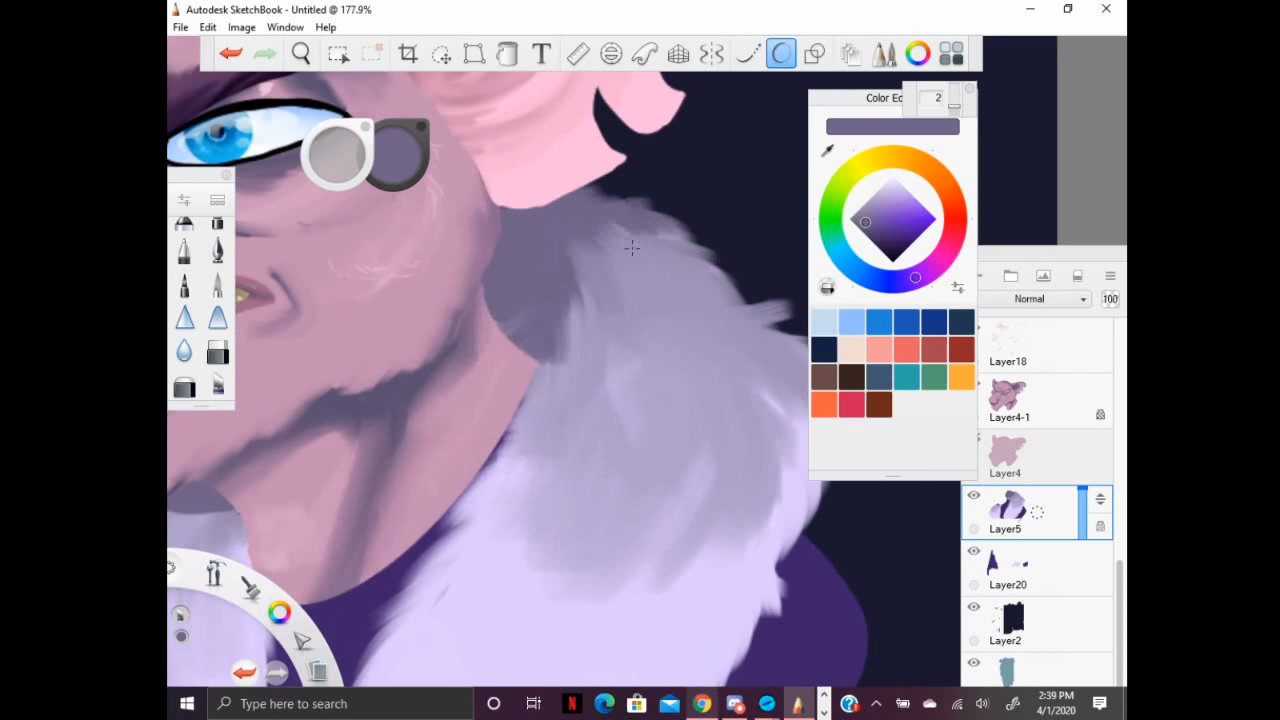 Autodesk SketchBook - Untitled @ 177.9%
File Edit Image Window Help
T
Color Ed
2
Normal
100
Layer18
Layer4-1
Layer4
Layer5
Layer20
Layer2
Type here to search
2:39 PM
4/1/2020